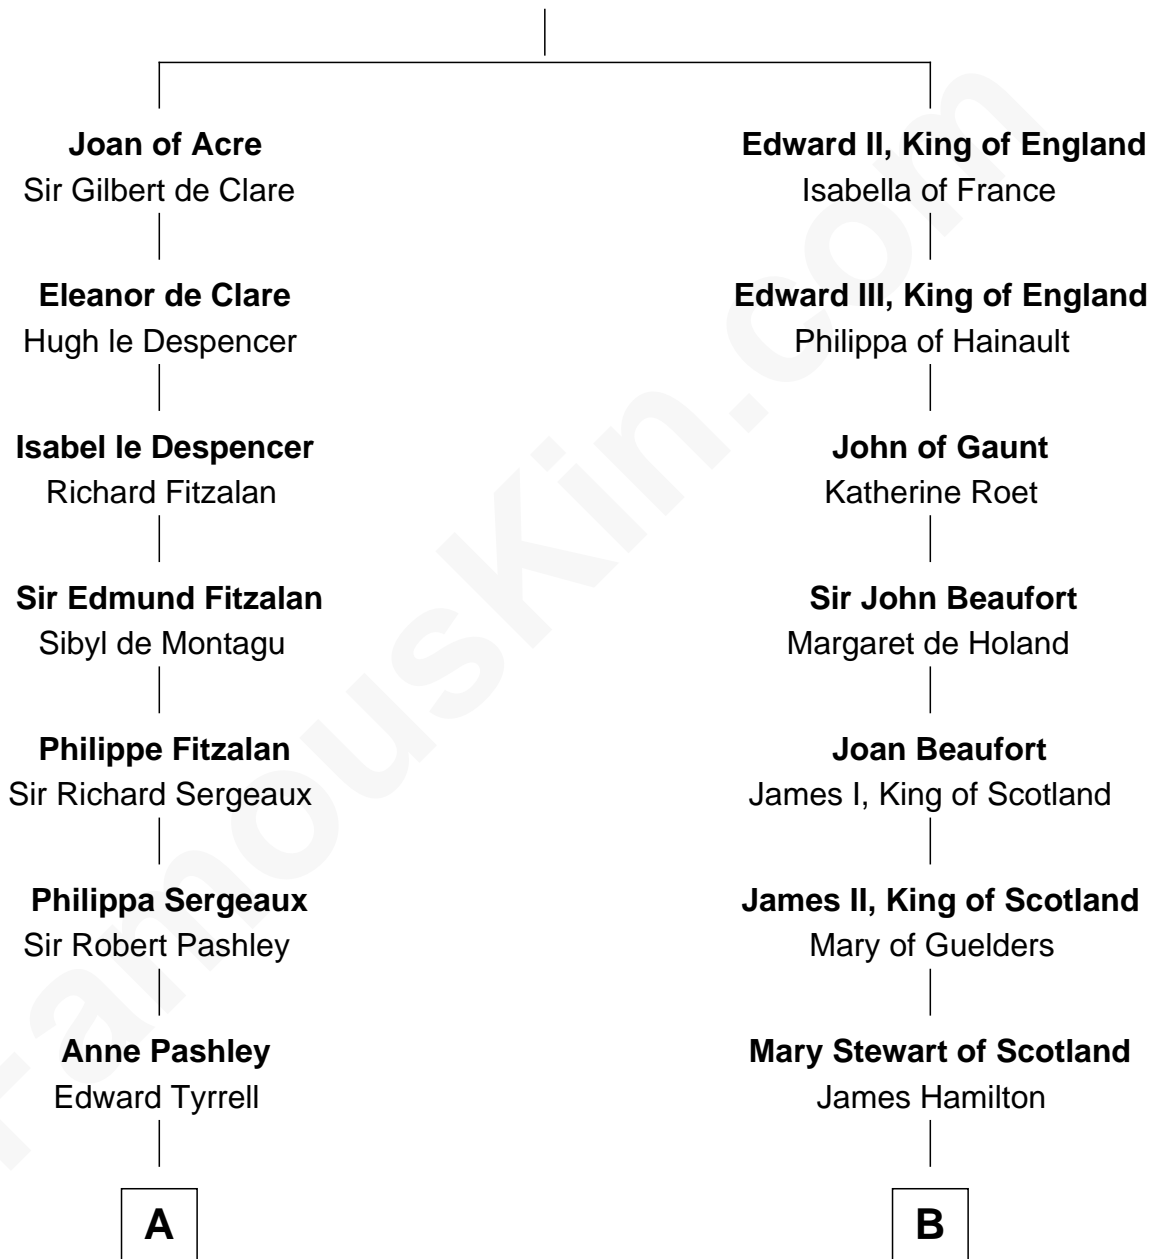 Joan of Acre
Sir Gilbert de Clare
Eleanor de Clare
Hugh le Despencer
Isabel le Despencer
Richard Fitzalan
Sir Edmund Fitzalan
Sibyl de Montagu
Philippe Fitzalan
Sir Richard Sergeaux
Philippa Sergeaux
Sir Robert Pashley
Anne Pashley
Edward Tyrrell
A
Edward II, King of England
Isabella of France
Edward III, King of England
Philippa of Hainault
John of Gaunt
Katherine Roet
Sir John Beaufort
Margaret de Holand
Joan Beaufort
James I, King of Scotland
James II, King of Scotland
Mary of Guelders
Mary Stewart of Scotland
James Hamilton
B
FamousKin.com